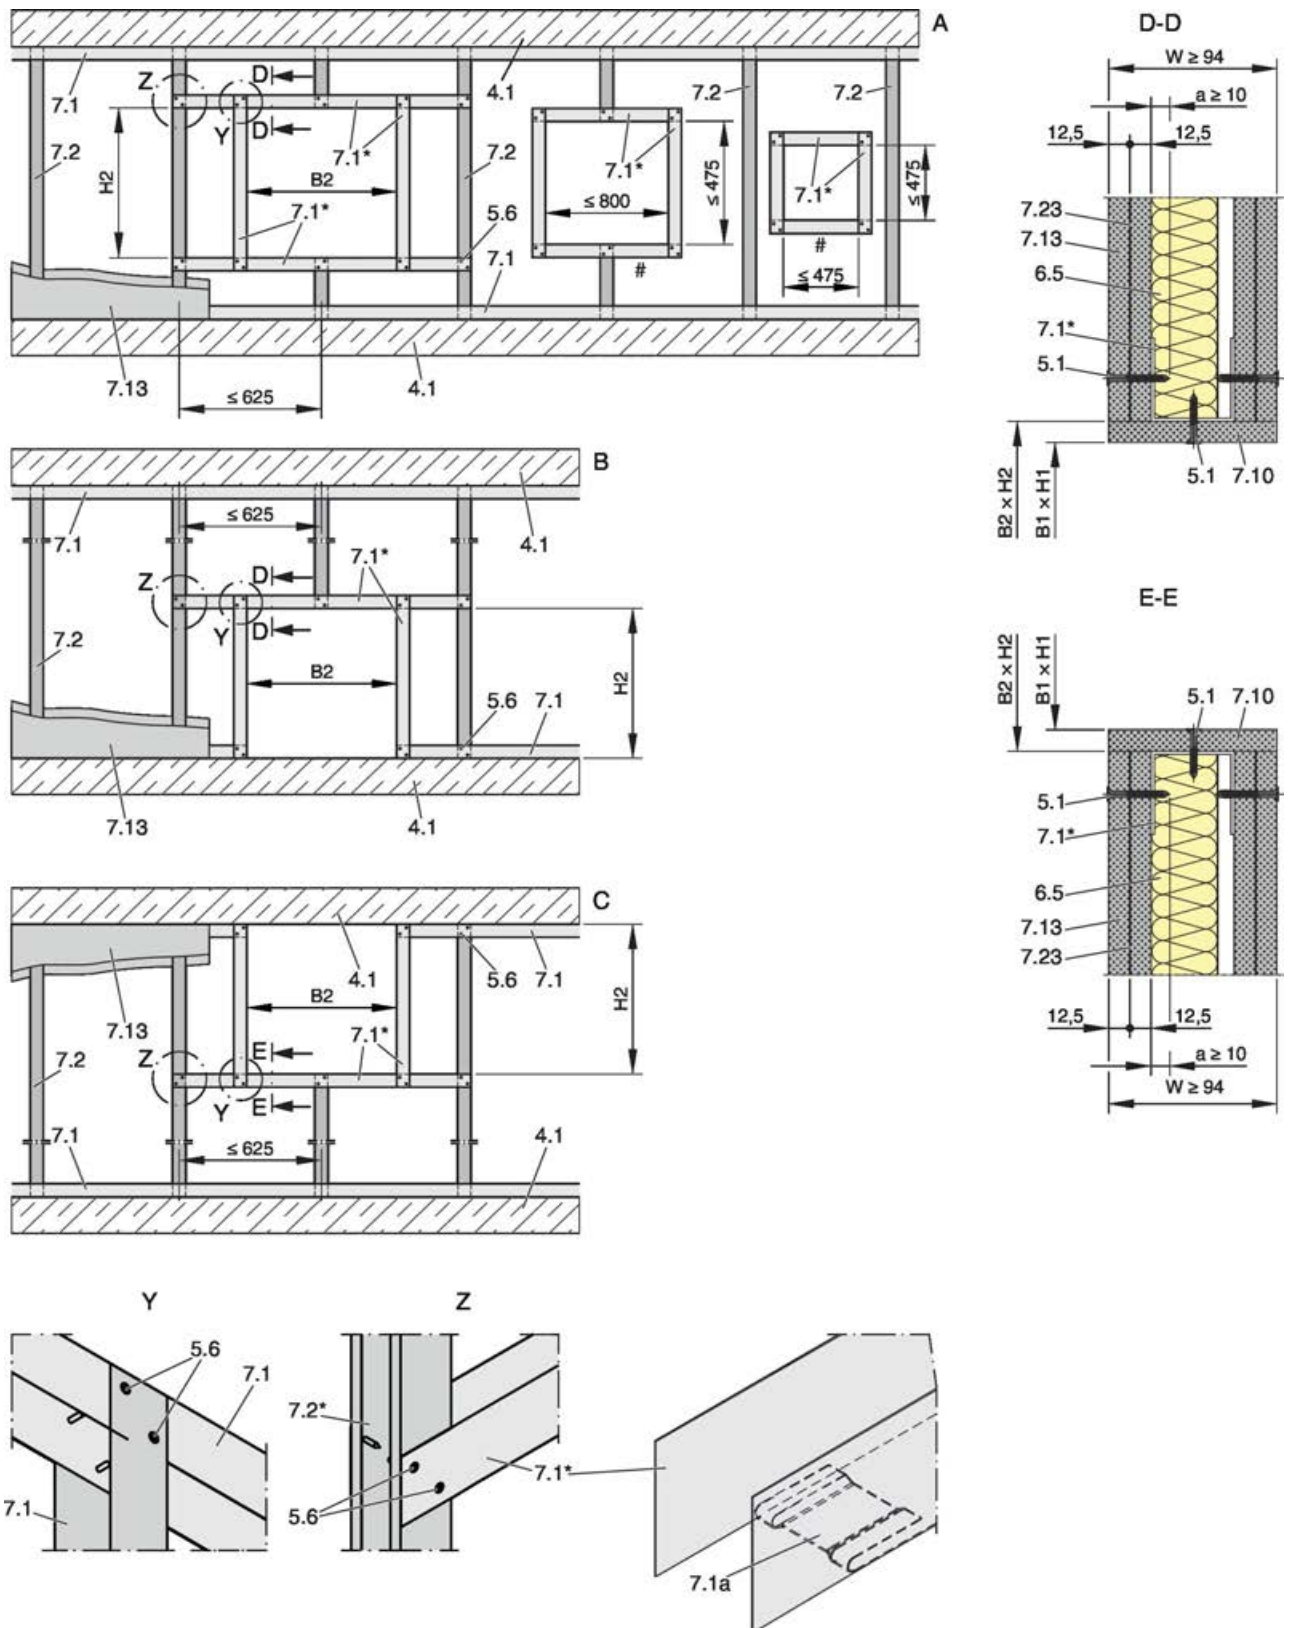 A
4.1
7.1
Z
D
Y
D
7.1*
7.2
7.2
7.2
7.2
H2
B2
7.1*
7.1*
≤ 800
≤ 475
7.1*
≤ 475
#
#
≤ 475
5.6
7.1
7.13
≤ 625
4.1
B
7.1
≤ 625
4.1
7.1*
Z
D
Y
D
7.2
B2
H2
5.6
7.1
7.13
4.1
C
7.13
4.1
5.6
7.1
B2
H2
7.1*
Z
E
Y
E
7.2
7.1
≤ 625
4.1
D-D
W ≥ 94
a ≥ 10
12,5
12,5
7.23
7.13
6.5
7.1*
5.1
B2 × H2
B1 × H1
5.1
7.10
E-E
B2 × H2
B1 × H1
5.1
7.10
5.1
7.1*
6.5
7.13
7.23
12,5
12,5
a ≥ 10
W ≥ 94
Y
5.6
7.1
7.1
Z
7.2*
7.1*
5.6
7.1a